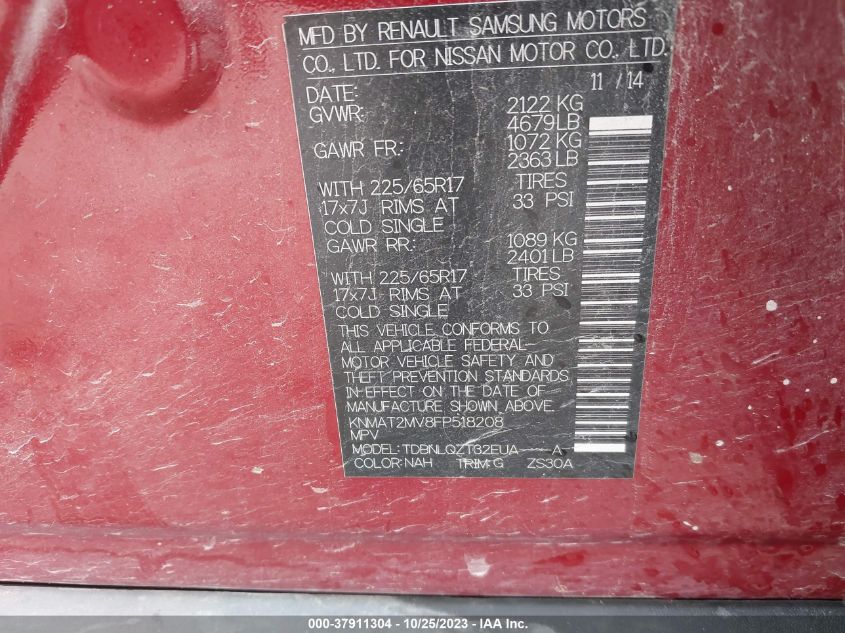 MFD BY RENAULT SAMSUNG MOTORS
CO., LTD. FOR NISSAN MOTOR CO., LTD.
DATE: 11 / 14
GVWR: 2122 KG
4679 LB
GAWR FR: 1072 KG
2363 LB
WITH 225/65R17 TIRES
17x7J RIMS AT 33 PSI
COLD SINGLE
GAWR RR: 1089 KG
2401 LB
WITH 225/65R17 TIRES
17x7J RIMS AT 33 PSI
COLD SINGLE
THIS VEHICLE CONFORMS TO
ALL APPLICABLE FEDERAL
MOTOR VEHICLE SAFETY AND
THEFT PREVENTION STANDARDS
IN EFFECT ON THE DATE OF
MANUFACTURE SHOWN ABOVE.
KNMAT2MV8FP518208
MPV
MODEL: TDBNLQZT32EUA-----A
COLOR: NAH TRIM: G ZS30A
000-37911304 - 10/25/2023 - IAA Inc.